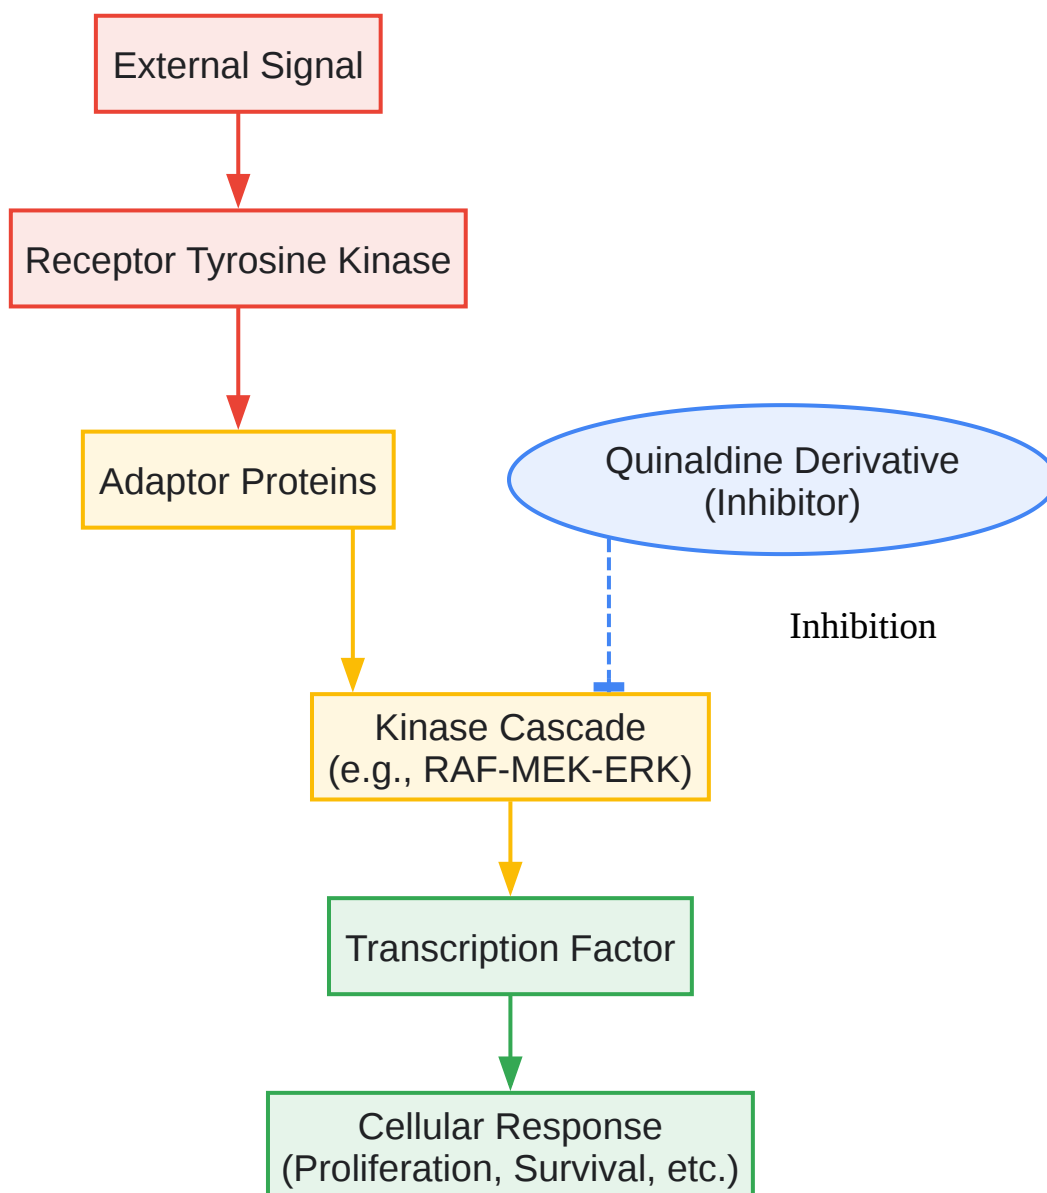 External Signal
Receptor Tyrosine Kinase
Adaptor Proteins
Quinaldine Derivative
(Inhibitor)
Inhibition
Kinase Cascade
(e.g., RAF-MEK-ERK)
Transcription Factor
Cellular Response
(Proliferation, Survival, etc.)